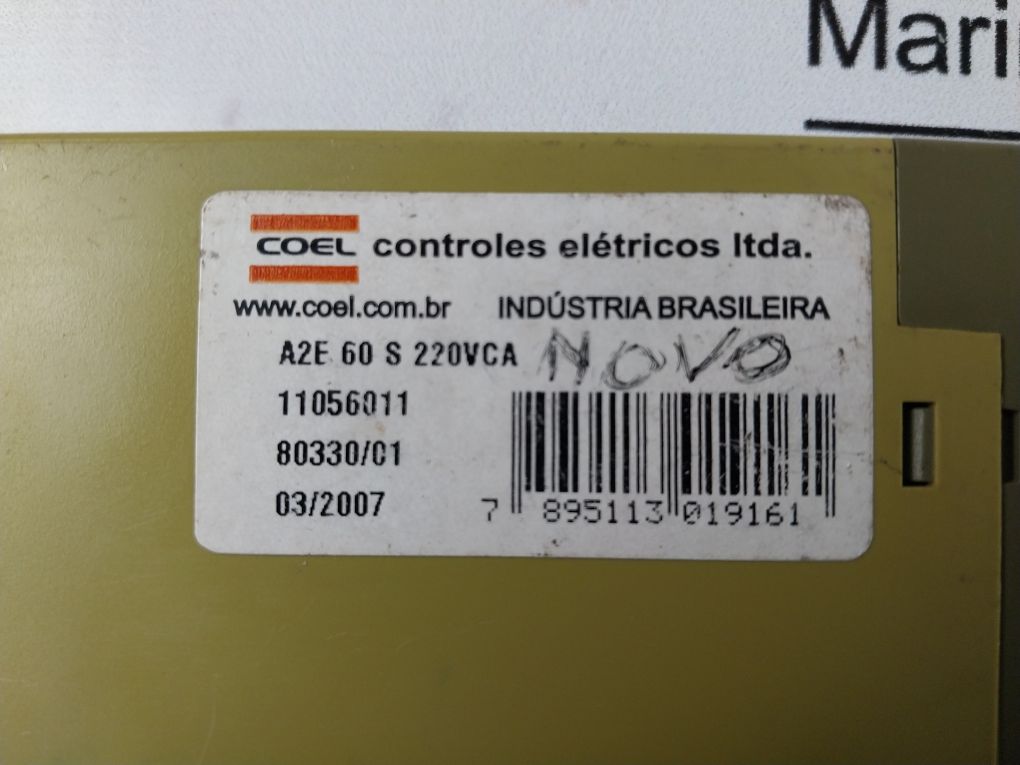 Mari
COEL controles elétricos ltda.
www.coel.com.br INDÚSTRIA BRASILEIRA
A2E 60 S 220VCA NOVO
11056011
80330/01
03/2007
7 895113 019161